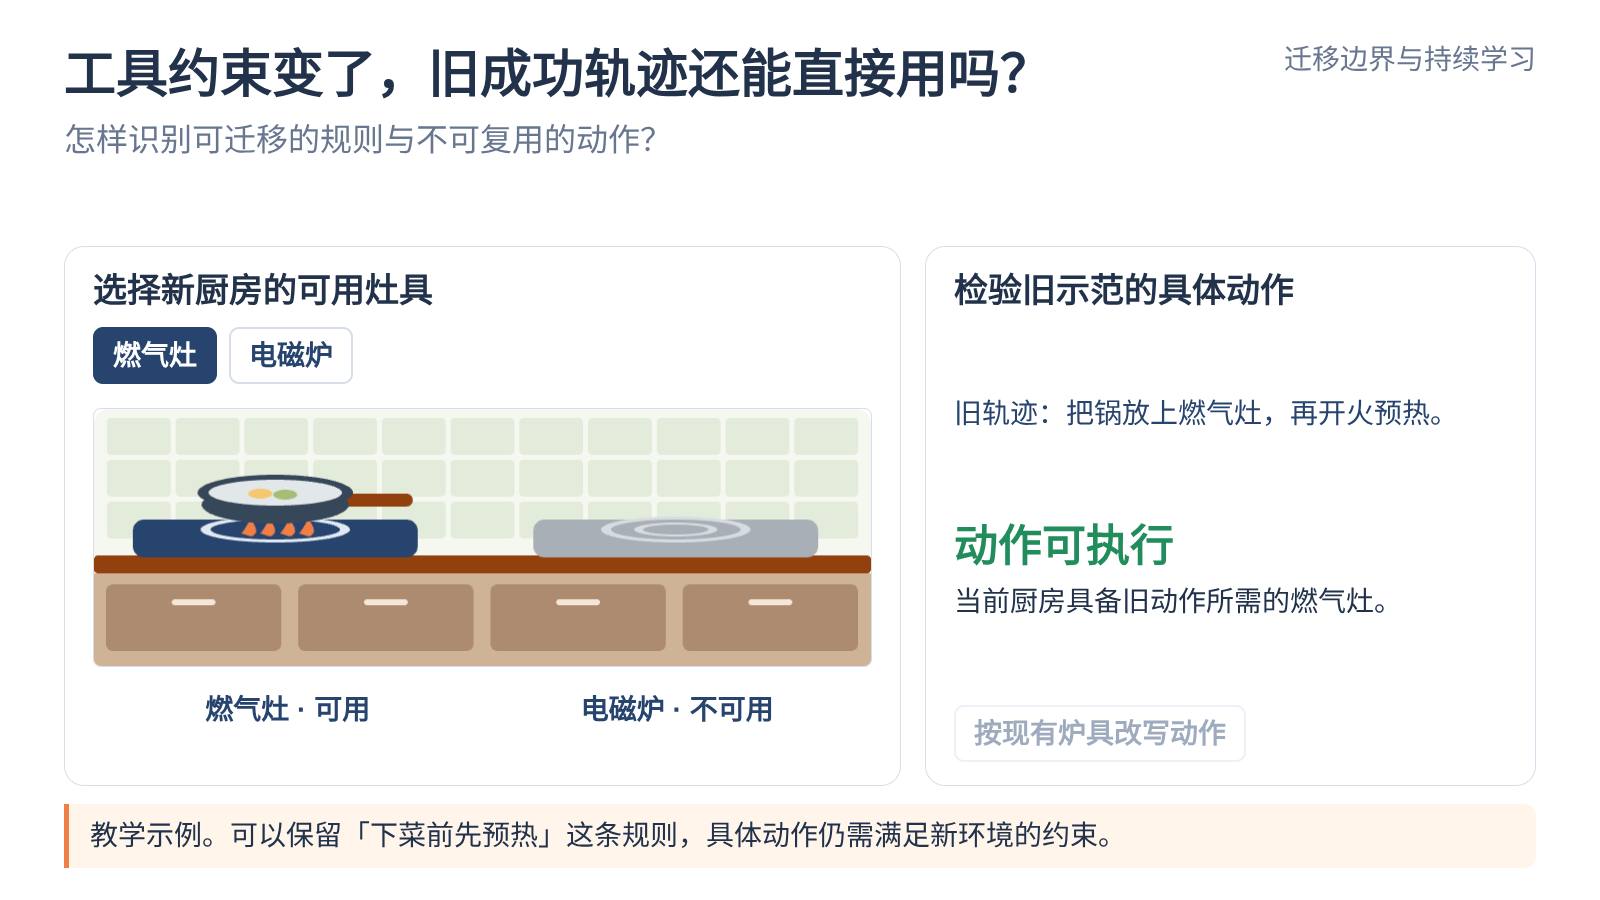 工具约束变了，旧成功轨迹还能直接用吗？
迁移边界与持续学习
怎样识别可迁移的规则与不可复用的动作？
选择新厨房的可用灶具
燃气灶
电磁炉
燃气灶 · 可用
电磁炉 · 不可用
检验旧示范的具体动作
旧轨迹：把锅放上燃气灶，再开火预热。
动作可执行
当前厨房具备旧动作所需的燃气灶。
按现有炉具改写动作
教学示例。可以保留「下菜前先预热」这条规则，具体动作仍需满足新环境的约束。